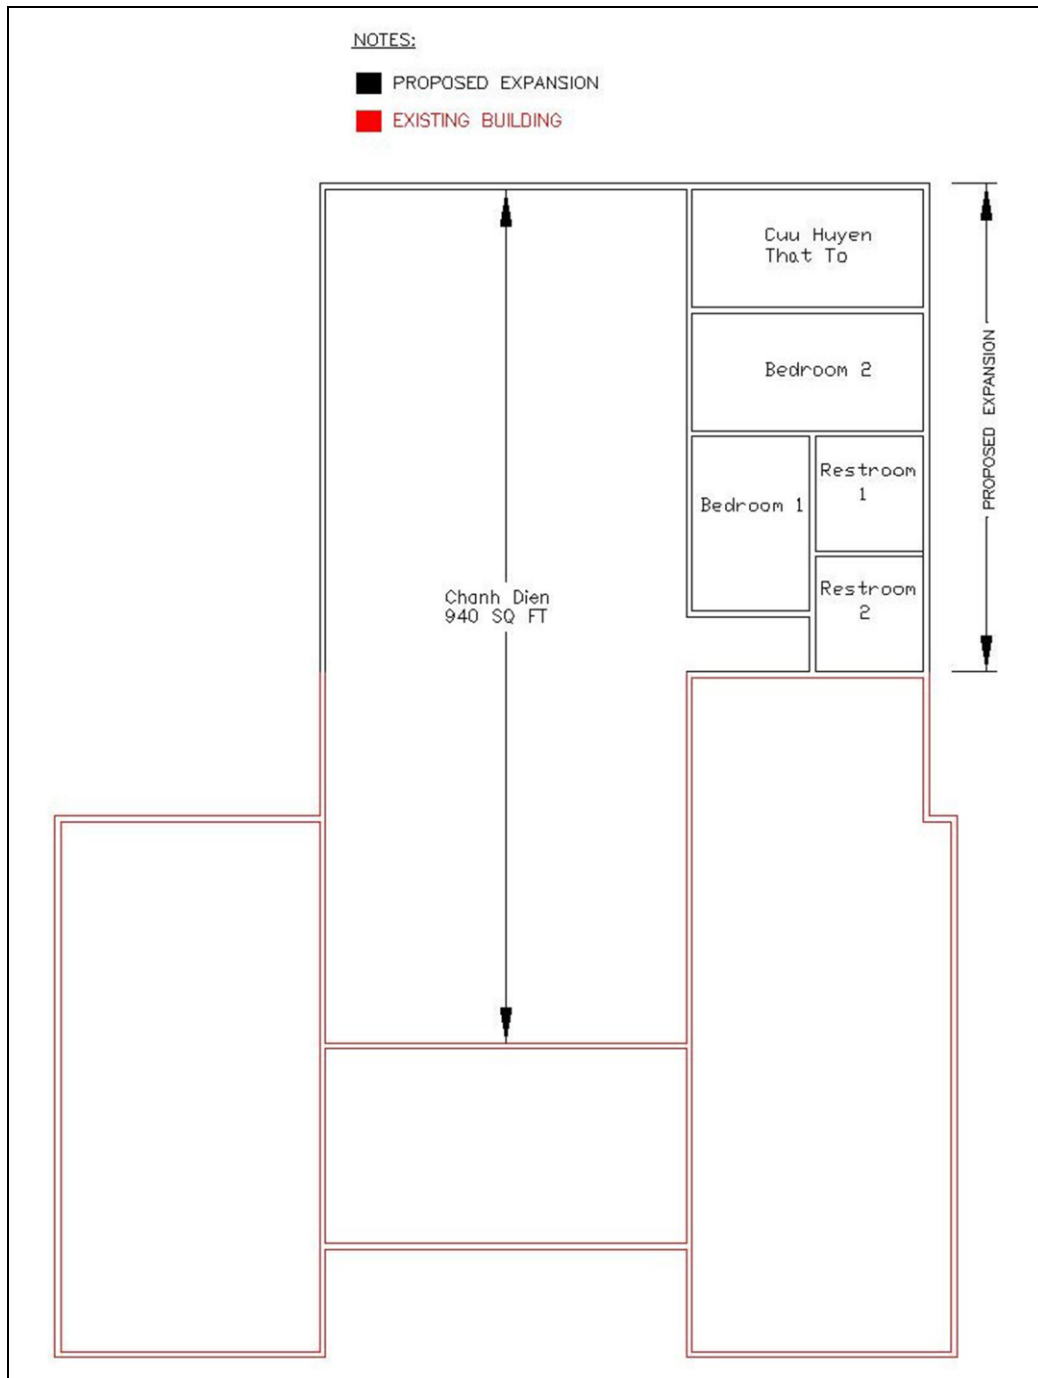 NOTES:
PROPOSED EXPANSION
EXISTING BUILDING
Cuu Huyen
That To
Bedroom 2
PROPOSED EXPANSION
Restroom
1
Bedroom 1
Restroom
2
Chanh Dien
940 SQ FT